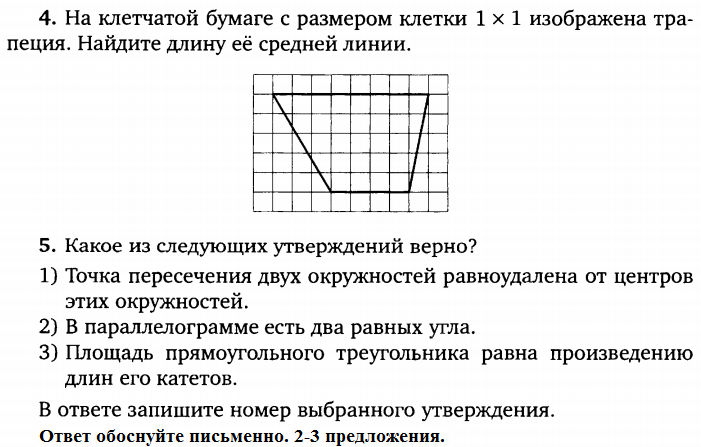 4. На клетчатой бумаге с размером клетки 1 × 1 изображена тра-
пеция. Найдите длину её средней линии.
5. Какое из следующих утверждений верно?
1) Точка пересечения двух окружностей равноудалена от центров
этих окружностей.
2) В параллелограмме есть два равных угла.
3) Площадь прямоугольного треугольника равна произведению
длин его катетов.
В ответе запишите номер выбранного утверждения.
Ответ обоснуйте письменно. 2-3 предложения.